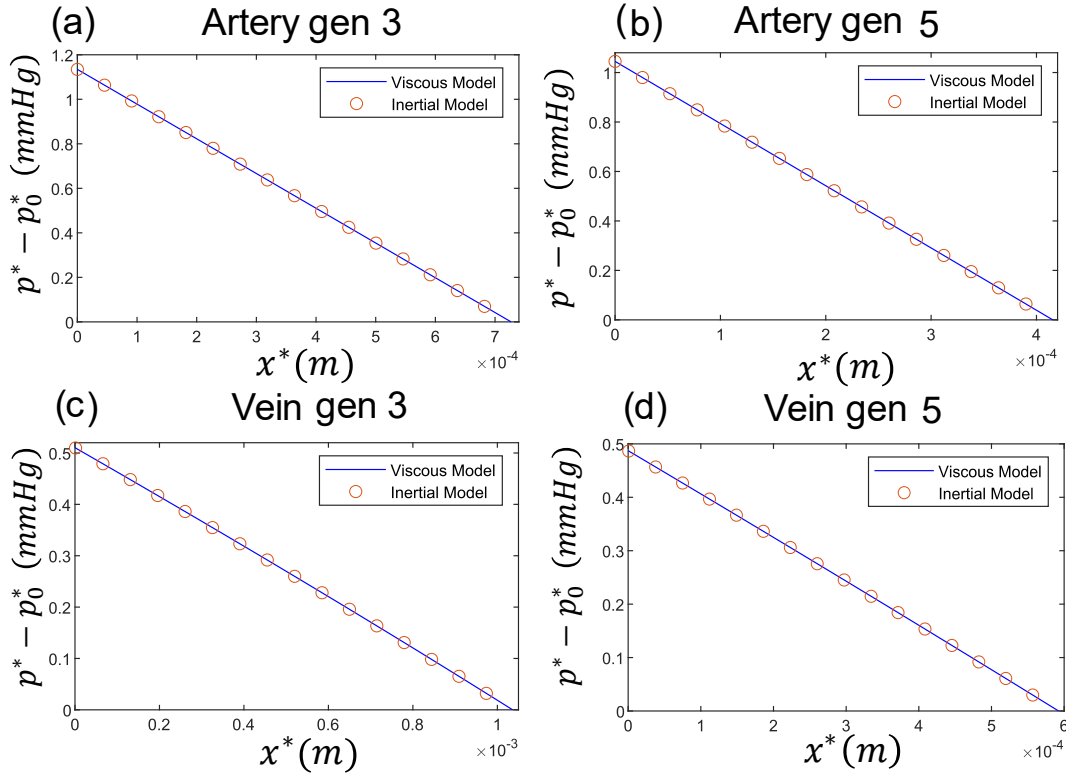 (a) Artery gen 3
p* − p₀* (mmHg)
1.2
1
0.8
0.6
0.4
0.2
0
Viscous Model
Inertial Model
0 1 2 3 4 5 6 7
×10⁻⁴
x*(m)
(b) Artery gen 5
p* − p₀* (mmHg)
1
0.8
0.6
0.4
0.2
0
Viscous Model
Inertial Model
0 1 2 3 4
×10⁻⁴
x*(m)
(c) Vein gen 3
p* − p₀* (mmHg)
0.5
0.4
0.3
0.2
0.1
0
Viscous Model
Inertial Model
0 0.2 0.4 0.6 0.8 1
×10⁻³
x*(m)
(d) Vein gen 5
p* − p₀* (mmHg)
0.5
0.4
0.3
0.2
0.1
0
Viscous Model
Inertial Model
0 1 2 3 4 5 6
×10⁻⁴
x*(m)